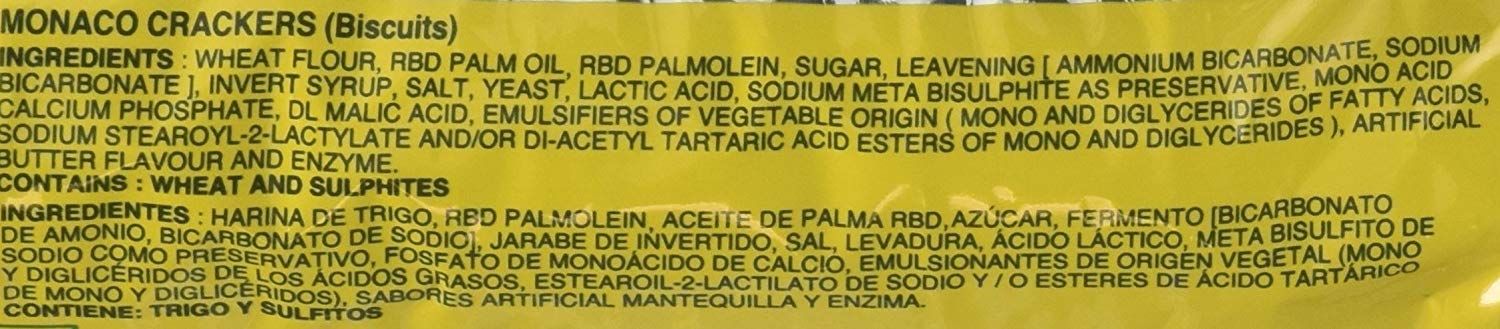 MONACO CRACKERS (Biscuits)
INGREDIENTS : WHEAT FLOUR, RBD PALM OIL, RBD PALMOLEIN, SUGAR, LEAVENING [ AMMONIUM BICARBONATE, SODIUM
BICARBONATE ], INVERT SYRUP, SALT, YEAST, LACTIC ACID, SODIUM META BISULPHITE AS PRESERVATIVE, MONO ACID
CALCIUM PHOSPHATE, DL MALIC ACID, EMULSIFIERS OF VEGETABLE ORIGIN ( MONO AND DIGLYCERIDES OF FATTY ACIDS,
SODIUM STEAROYL-2-LACTYLATE AND/OR DI-ACETYL TARTARIC ACID ESTERS OF MONO AND DIGLYCERIDES ), ARTIFICIAL
BUTTER FLAVOUR AND ENZYME.
CONTAINS : WHEAT AND SULPHITES
INGREDIENTES : HARINA DE TRIGO, RBD PALMOLEIN, ACEITE DE PALMA RBD, AZÚCAR, FERMENTO [BICARBONATO
DE AMONIO, BICARBONATO DE SODIO], JARABE DE INVERTIDO, SAL, LEVADURA, ÁCIDO LÁCTICO, META BISULFITO DE
SODIO COMO PRESERVATIVO, FOSFATO DE MONOÁCIDO DE CALCIO, EMULSIONANTES DE ORIGEN VEGETAL (MONO
Y DIGLICÉRIDOS DE LOS ÁCIDOS GRASOS, ESTEAROIL-2-LACTILATO DE SODIO Y / O ESTERES DE ÁCIDO TARTÁRICO
DE MONO Y DIGLICÉRIDOS), SABORES ARTIFICIAL MANTEQUILLA Y ENZIMA.
CONTIENE: TRIGO Y SULFITOS